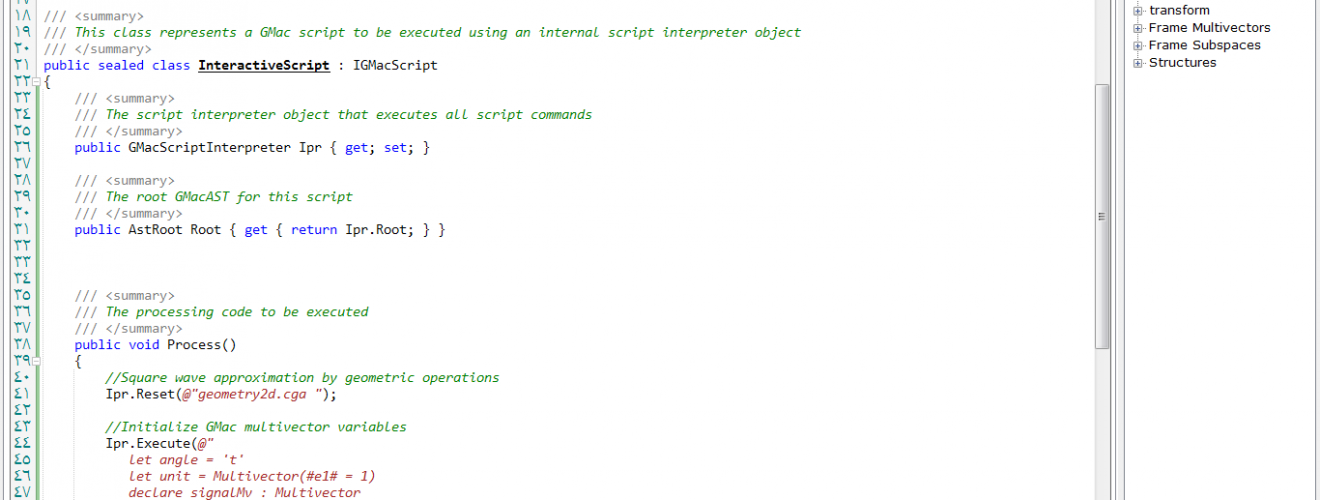 ١٨ /// <summary>
١٩ /// This class represents a GMac script to be executed using an internal script interpreter object
٢٠ /// </summary>
٢١ public sealed class InteractiveScript : IGMacScript
٢٢ {
٢٣ /// <summary>
٢٤ /// The script interpreter object that executes all script commands
٢٥ /// </summary>
٢٦ public GMacScriptInterpreter Ipr { get; set; }
٢٧
٢٨ /// <summary>
٢٩ /// The root GMacAST for this script
٣٠ /// </summary>
٣١ public AstRoot Root { get { return Ipr.Root; } }
٣٢
٣٣
٣٤
٣٥ /// <summary>
٣٦ /// The processing code to be executed
٣٧ /// </summary>
٣٨ public void Process()
٣٩ {
٤٠ //Square wave approximation by geometric operations
٤١ Ipr.Reset(@"geometry2d.cga ");
٤٢
٤٣ //Initialize GMac multivector variables
٤٤ Ipr.Execute(@"
٤٥ let angle = 't'
٤٦ let unit = Multivector(#e1# = 1)
٤٧ declare signalMv : Multivector
transform
Frame Multivectors
Frame Subspaces
Structures